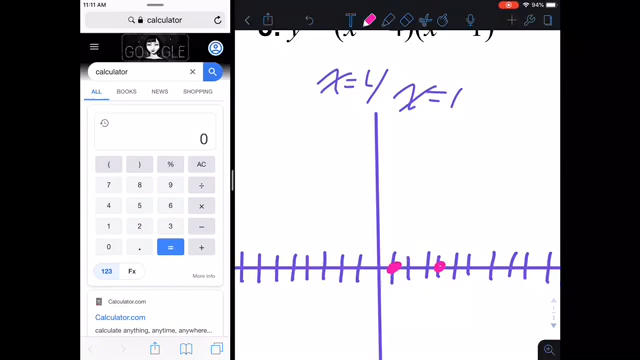 11:11 AM
94%
calculator
GOOGLE
calculator
ALL BOOKS NEWS SHOPPING
0
( ) % AC
7 8 9 ÷
4 5 6 ×
1 2 3 −
0 . = +
123 Fx
More info
Calculator.com
Calculator.com
calculate anything, anytime, anywhere...
x=4 x=1